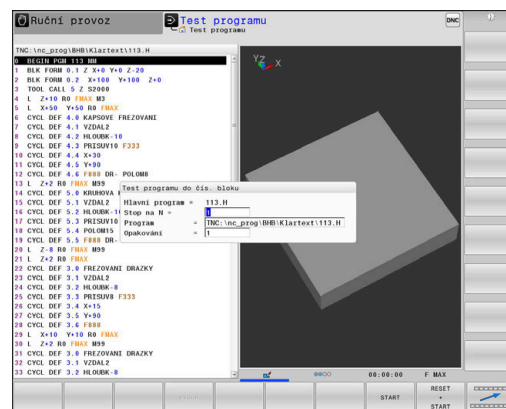 Ruční provoz
Test programu
Test programu
DNC
TNC:\nc_prog\BHB\Klartext\113.H
0 BEGIN PGM 113 MM
1 BLK FORM 0.1 Z X+0 Y+0 Z-20
2 BLK FORM 0.2 X+100 Y+100 Z+0
3 TOOL CALL 5 Z S2000
4 L Z+10 R0 FMAX M3
5 L X+50 Y+50 R0 FMAX
6 CYCL DEF 4.0 KAPSOVE FREZOVANI
7 CYCL DEF 4.1 VZDAL2
8 CYCL DEF 4.2 HLOUBK-10
9 CYCL DEF 4.3 PRISUV10 F333
10 CYCL DEF 4.4 X+30
11 CYCL DEF 4.5 Y+90
12 CYCL DEF 4.6 F888 DR- POLOM8
13 L Z+2 R0 FMAX M99
14 CYCL DEF 5.0 KRUHOVA
15 CYCL DEF 5.1 VZDAL2
16 CYCL DEF 5.2 HLOUBK-1
17 CYCL DEF 5.3 PRISUV10
18 CYCL DEF 5.4 POLOM15
19 CYCL DEF 5.5 F888 DR-
20 L Z-8 R0 FMAX M99
21 L Z+2 R0 FMAX
22 CYCL DEF 3.0 FREZOVANI DRAZKY
23 CYCL DEF 3.1 VZDAL2
24 CYCL DEF 3.2 HLOUBK-8
25 CYCL DEF 3.3 PRISUV8 F333
26 CYCL DEF 3.4 X+15
27 CYCL DEF 3.5 Y+90
28 CYCL DEF 3.6 F888
29 L X+10 Y+10 R0 FMAX
30 L Z+2 R0 FMAX M99
31 CYCL DEF 3.0 FREZOVANI DRAZKY
32 CYCL DEF 3.1 VZDAL2
33 CYCL DEF 3.2 HLOUBK-8
YZ X
Test programu do čís. bloku
Hlavní program = 113.H
Stop na N = 1
Program = TNC:\nc_prog\BHB\Klartext\113.H
Opakování = 1
00:00:00 F MAX
START
RESET
+
START